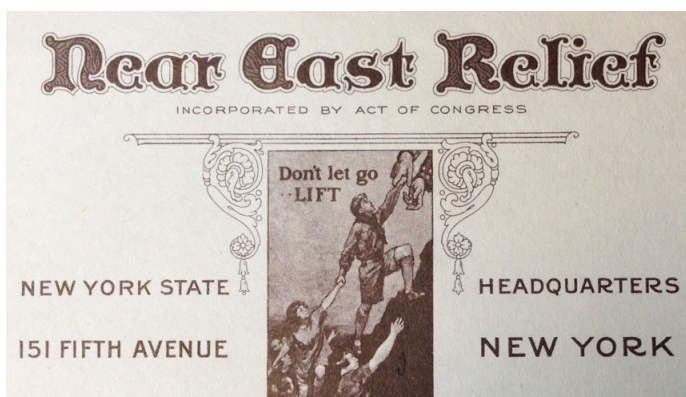 Near East Relief
INCORPORATED BY ACT OF CONGRESS
Don't let go
LIFT
NEW YORK STATE
HEADQUARTERS
151 FIFTH AVENUE
NEW YORK